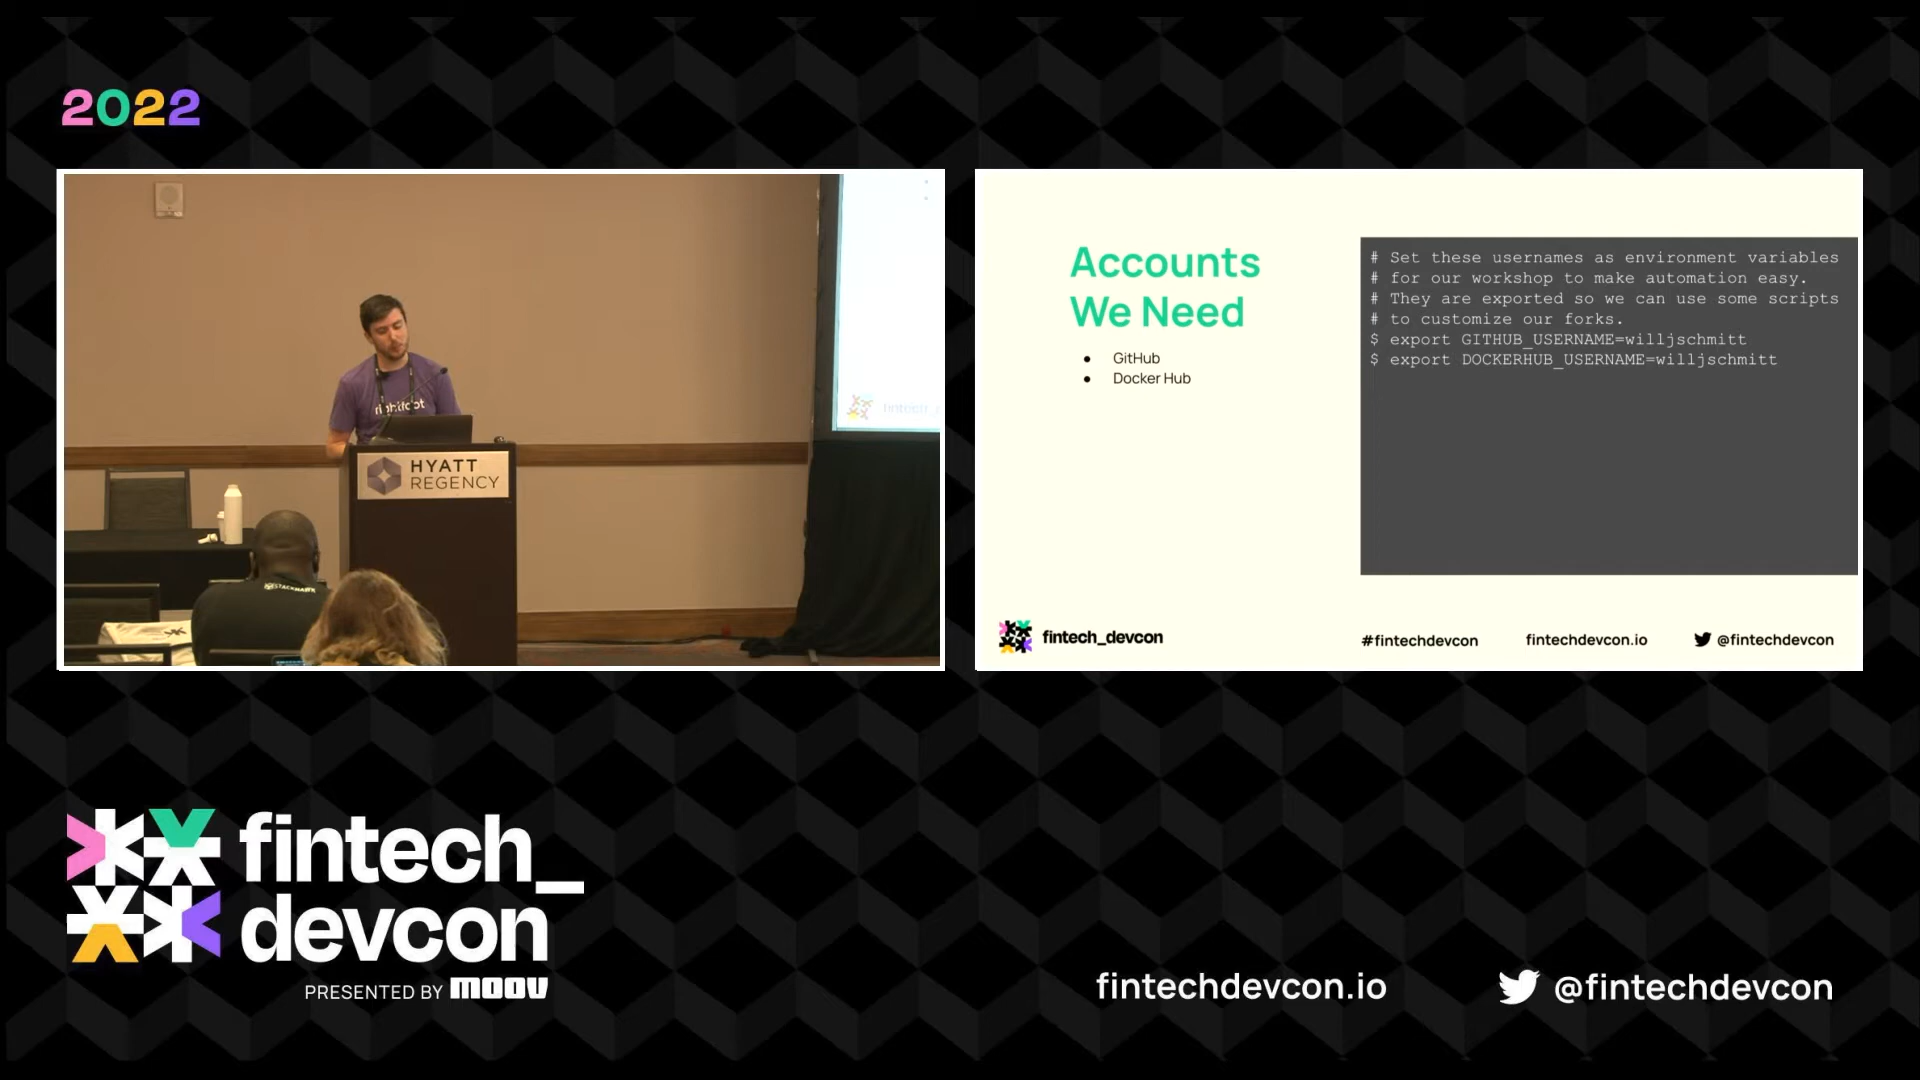 2022
rightfoot
HYATT
REGENCY
STACKHAWK
Accounts
We Need
● GitHub
● Docker Hub
# Set these usernames as environment variables
# for our workshop to make automation easy.
# They are exported so we can use some scripts
# to customize our forks.
$ export GITHUB_USERNAME=willjschmitt
$ export DOCKERHUB_USERNAME=willjschmitt
fintech_devcon
#fintechdevcon
fintechdevcon.io
@fintechdevcon
fintech_
devcon
PRESENTED BY moov
fintechdevcon.io
@fintechdevcon